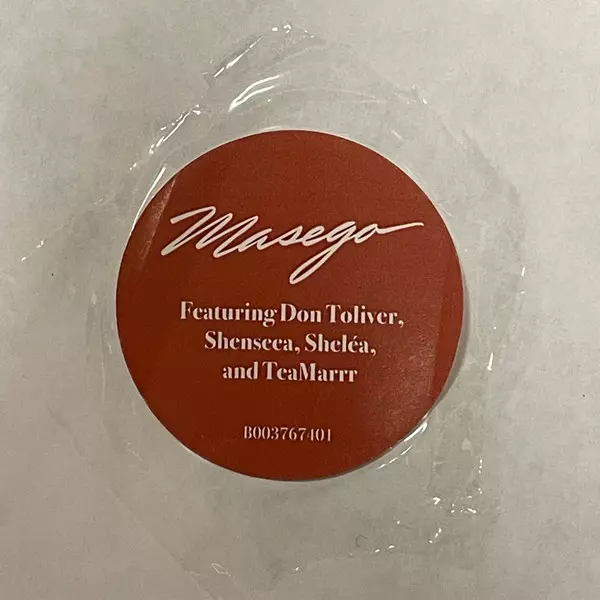 Masego
Featuring Don Toliver,
Shenseea, Sheléa,
and TeaMarrr
B003767401